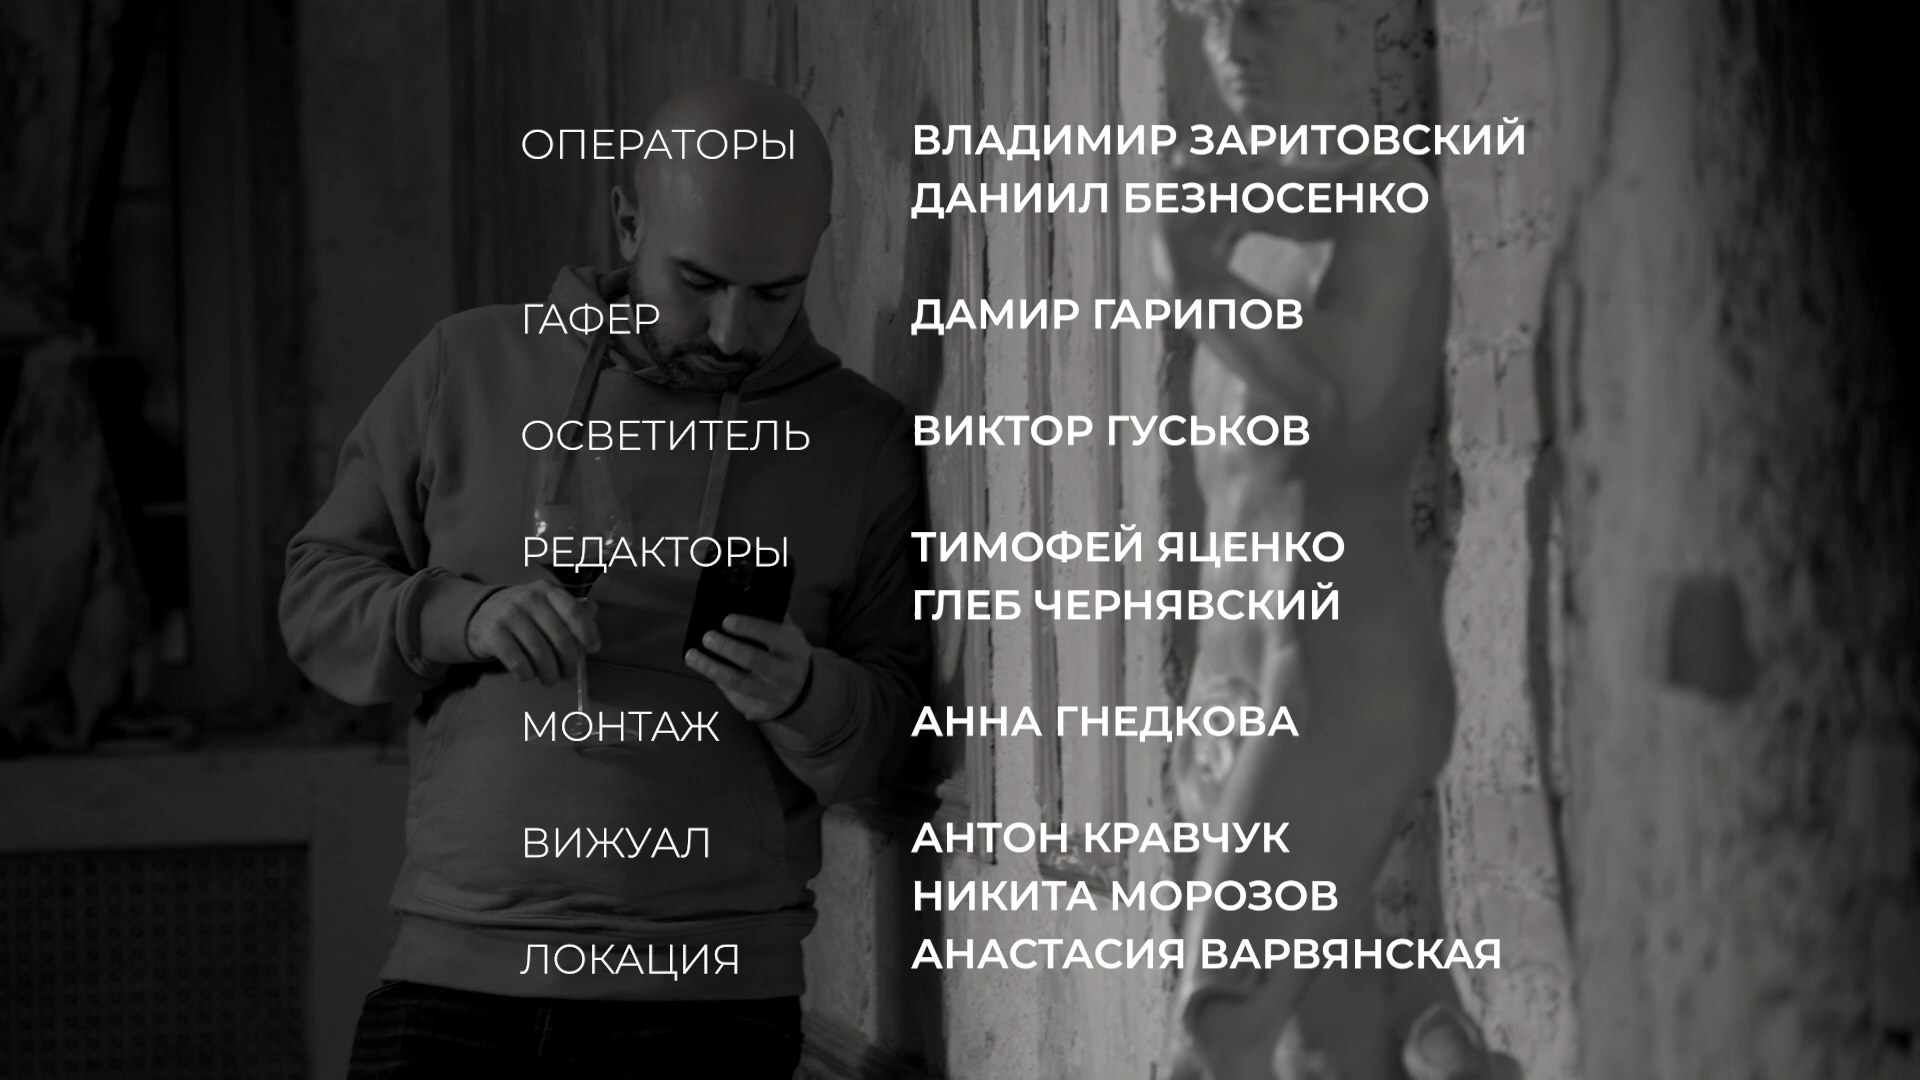 ОПЕРАТОРЫ ВЛАДИМИР ЗАРИТОВСКИЙ
ДАНИИЛ БЕЗНОСЕНКО
ГАФЕР ДАМИР ГАРИПОВ
ОСВЕТИТЕЛЬ ВИКТОР ГУСЬКОВ
РЕДАКТОРЫ ТИМОФЕЙ ЯЦЕНКО
ГЛЕБ ЧЕРНЯВСКИЙ
МОНТАЖ АННА ГНЕДКОВА
ВИЖУАЛ АНТОН КРАВЧУК
НИКИТА МОРОЗОВ
ЛОКАЦИЯ АНАСТАСИЯ ВАРВЯНСКАЯ